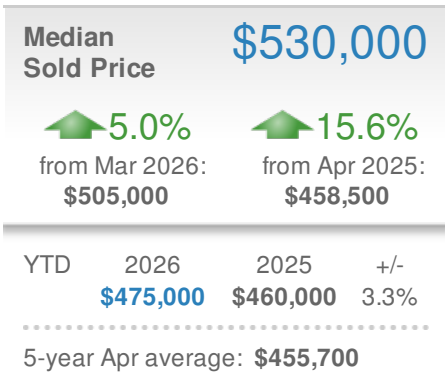 Median $530,000
Sold Price
5.0% 15.6%
from Mar 2026: from Apr 2025:
$505,000 $458,500
YTD 2026 2025 +/-
$475,000 $460,000 3.3%
5-year Apr average: $455,700